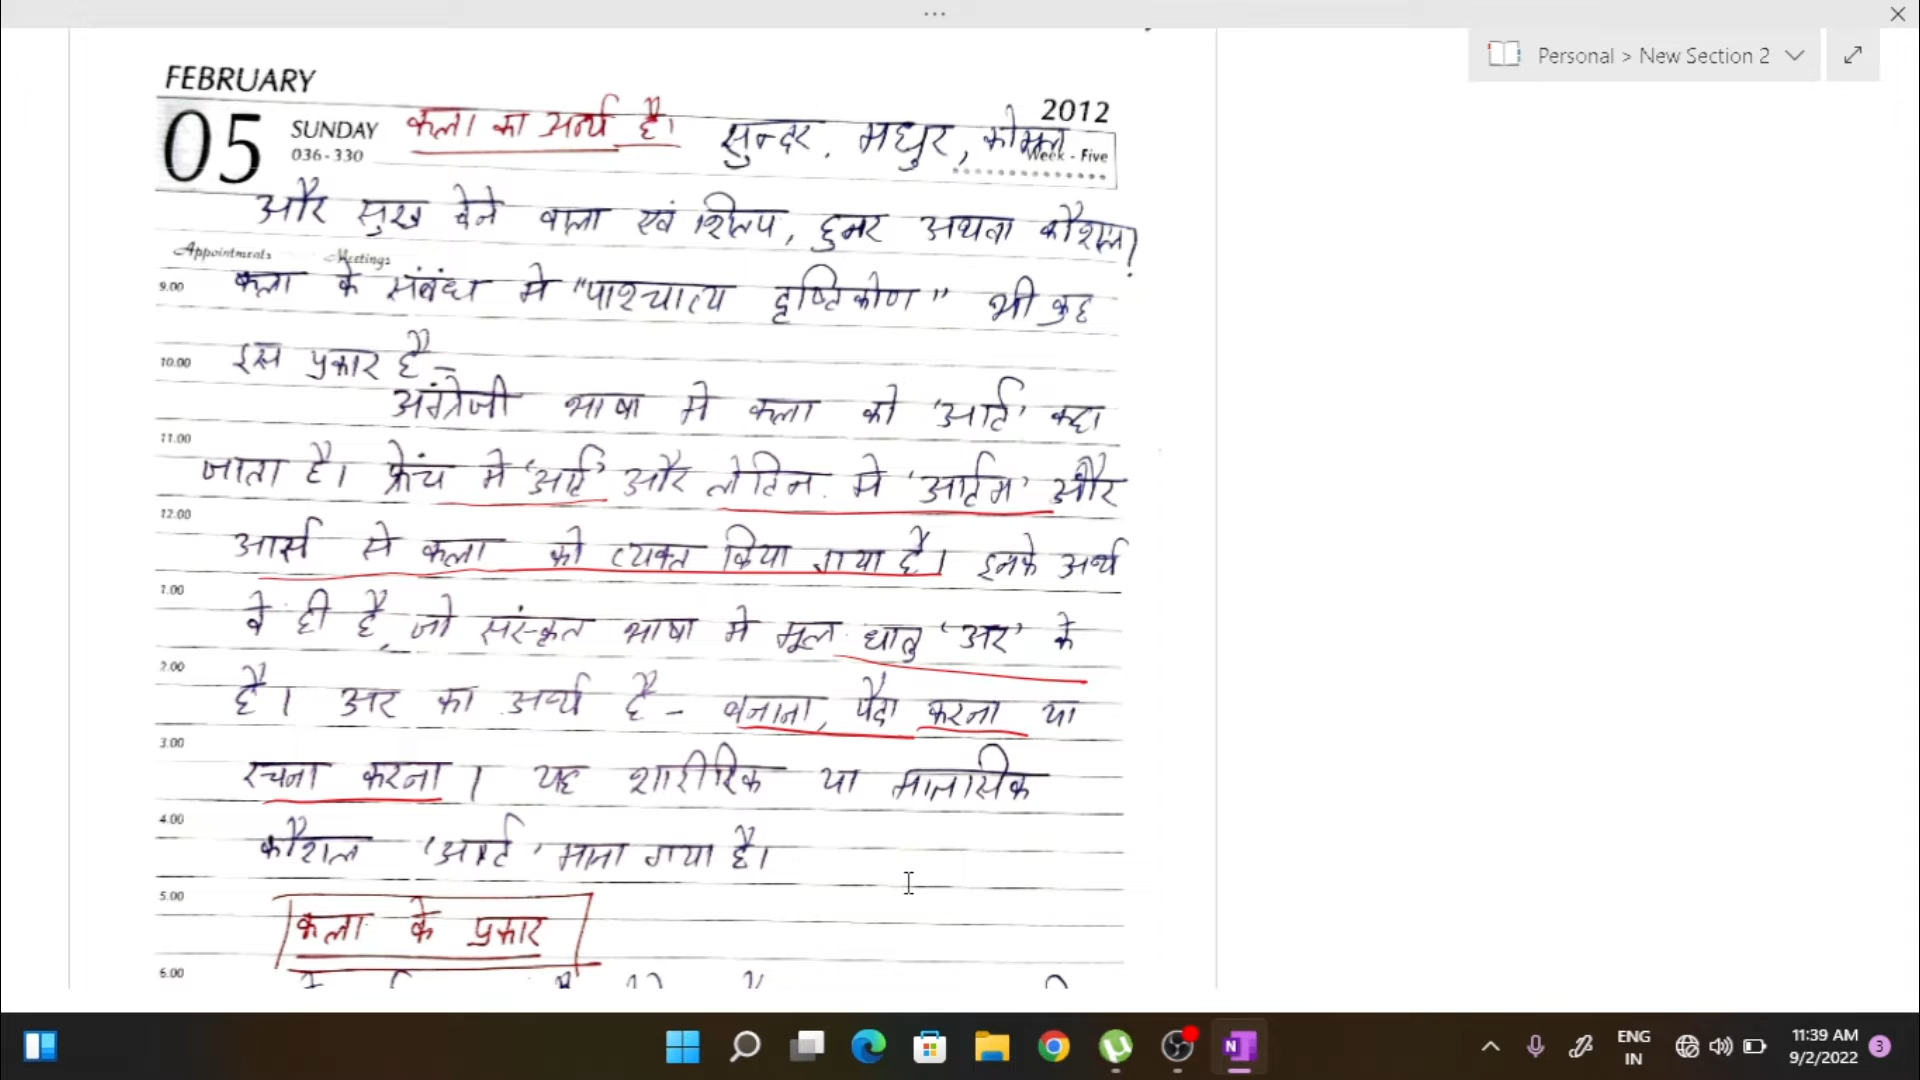 Personal > New Section 2
FEBRUARY
2012
05 SUNDAY कला का अर्थ है। सुन्दर, मधुर, कोमल
036-330 Week - Five
और सुख देने वाला एवं शिल्प, हुनर अथवा कौशल।
Appointments Meetings
9.00 कला के संबंध मे "पाश्चात्य दृष्टिकोण" भी कुछ
10.00 इस प्रकार है -
अंग्रेजी भाषा मे कला को 'आर्ट' कहा
11.00 जाता है। फ्रेंच मे 'आर्ट' और लेटिन मे 'आर्टम' और
12.00 आर्स से कला को व्यक्त किया गया है। इनके अर्थ
1.00 वे ही है, जो संस्कृत भाषा मे मूल धातु 'अर' के
2.00 है। अर का अर्थ है - बनाना, पैदा करना या
3.00 रचना करना। यह शारीरिक या मानसिक
4.00 कौशल 'आर्ट' माना गया है।
5.00 कला के प्रकार
6.00
ENG
IN
11:39 AM
9/2/2022
3